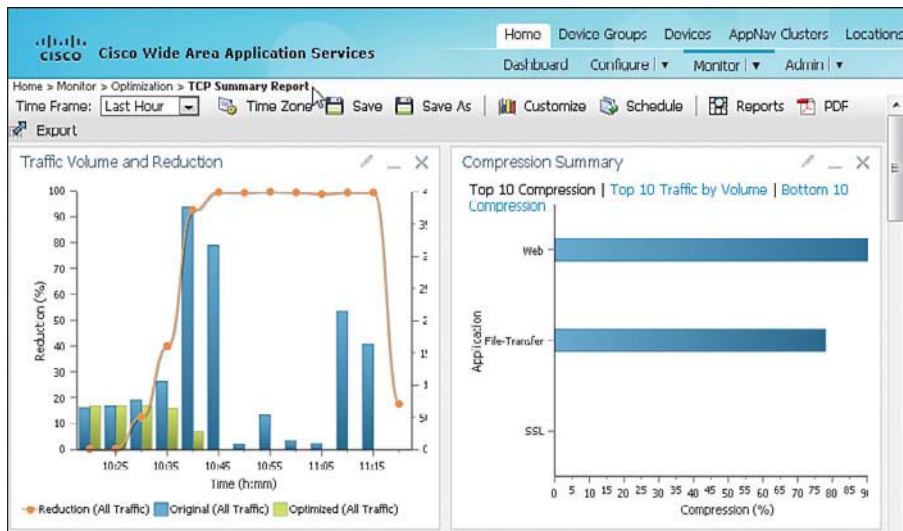 CISCO Cisco Wide Area Application Services
Home Device Groups Devices AppNav Clusters Locations
Dashboard Configure | ▼ Monitor | ▼ Admin | ▼
Home > Monitor > Optimization > TCP Summary Report
Time Frame: Last Hour Time Zone Save Save As Customize Schedule Reports PDF
Export
Traffic Volume and Reduction
Reduction (%)
100
90
80
70
60
50
40
30
20
10
0
10:25 10:35 10:45 10:55 11:05 11:15
Time (h:mm)
Reduction (All Traffic) Original (All Traffic) Optimized (All Traffic)
Compression Summary
Top 10 Compression | Top 10 Traffic by Volume | Bottom 10
Compression
Application
Web
File-Transfer
SSL
0 5 10 15 20 25 30 35 40 45 50 55 60 65 70 75 80 85
Compression (%)